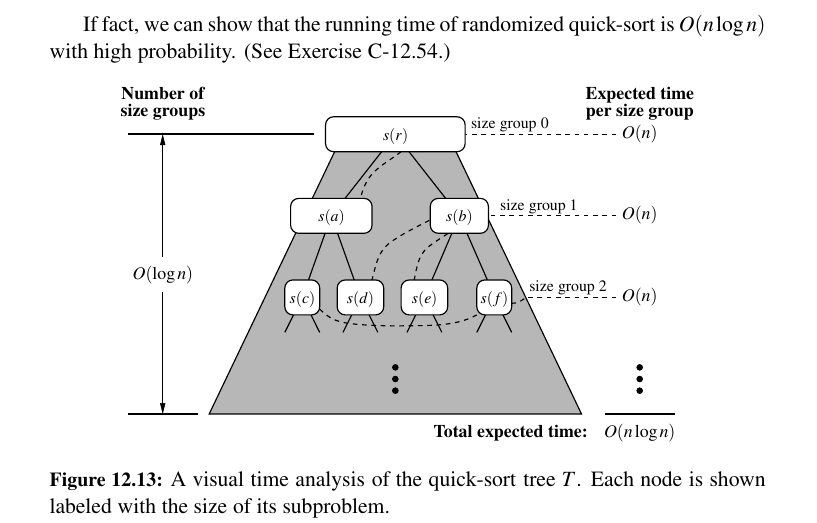 If fact, we can show that the running time of randomized quick-sort is O(n log n)
with high probability. (See Exercise C-12.54.)
Number of
size groups
Expected time
per size group
s(r)
size group 0
O(n)
s(a)
s(b)
size group 1
O(n)
O(log n)
s(c)
s(d)
s(e)
s(f)
size group 2
O(n)
Total expected time: O(n log n)
Figure 12.13: A visual time analysis of the quick-sort tree T. Each node is shown
labeled with the size of its subproblem.